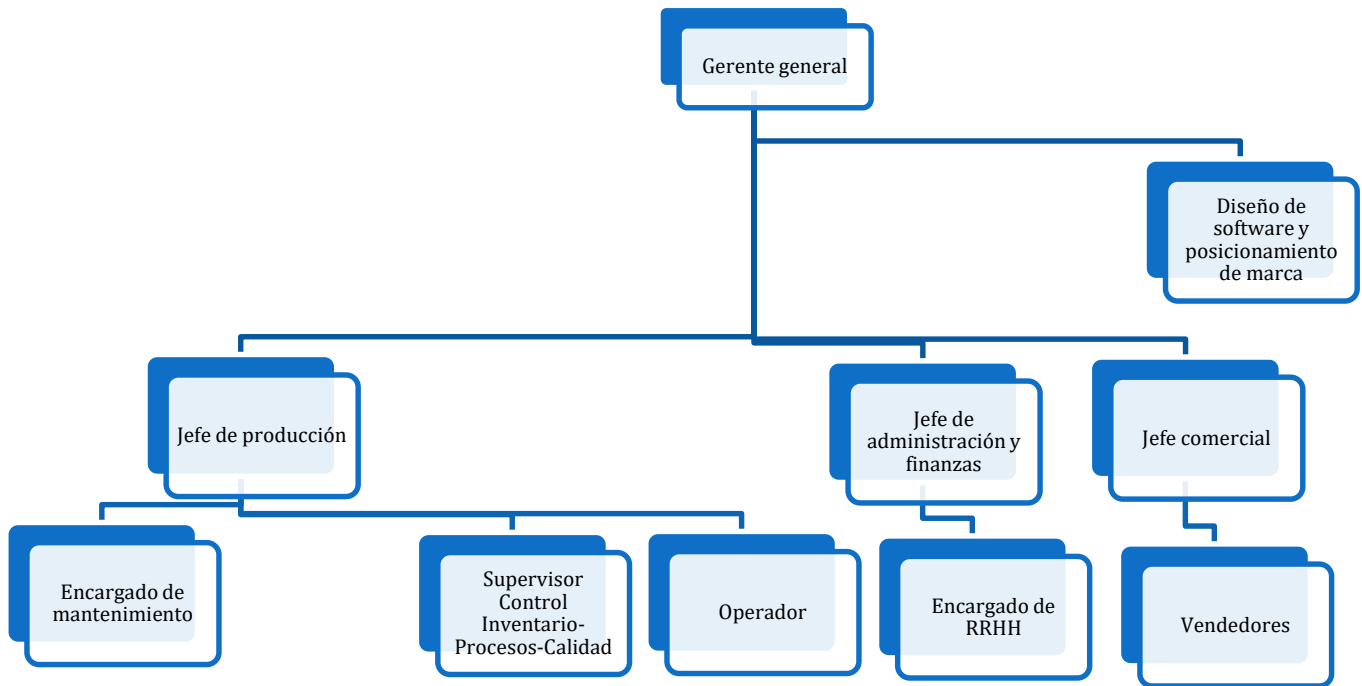 Gerente general
Diseño de
software y
posicionamiento
de marca
Jefe de producción
Jefe de
administración y
finanzas
Jefe comercial
Encargado de
mantenimiento
Supervisor
Control
Inventario-
Procesos-Calidad
Operador
Encargado de
RRHH
Vendedores